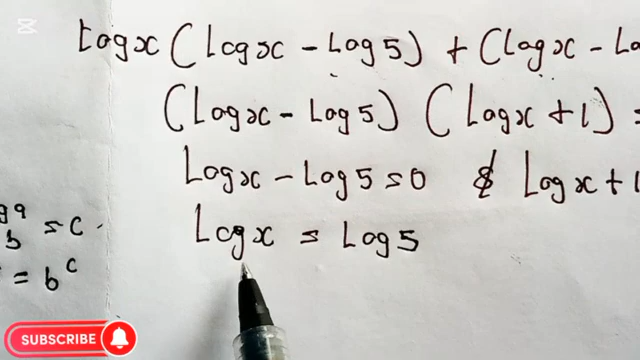 Logx (Logx - Log5) + (Logx - Lo
(Logx - Log5) (Logx + 1) =
Logx - Log5 = 0 & Logx + 1
Logx = Log5
b = c
= b^c
SUBSCRIBE